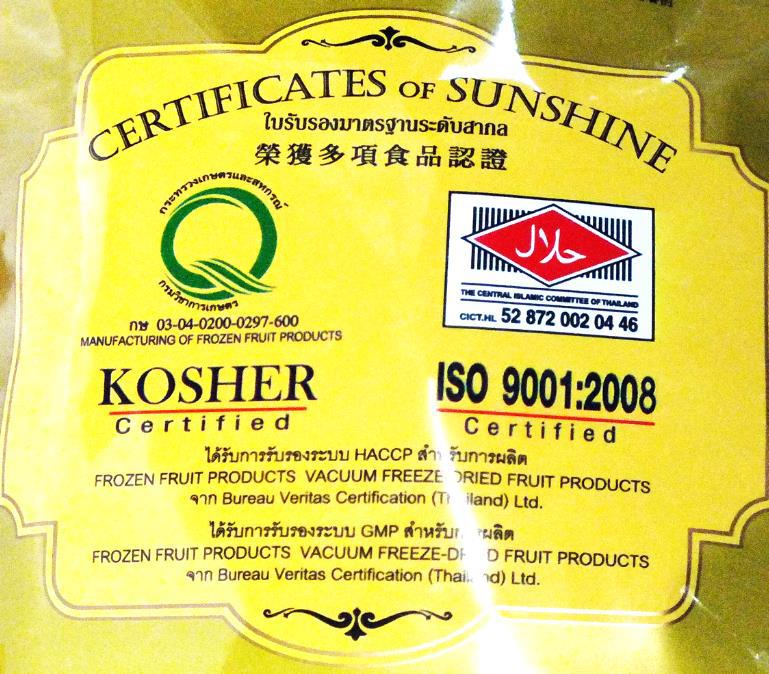 CERTIFICATES OF SUNSHINE
ใบรับรองมาตรฐานระดับสากล
榮獲多項食品認證
กระทรวงเกษตรและสหกรณ์
Q
กรมวิชาการเกษตร
กษ 03-04-0200-0297-600
MANUFACTURING OF FROZEN FRUIT PRODUCTS
حلال
THE CENTRAL ISLAMIC COMMITTEE OF THAILAND
CICT.HL 52 872 002 04 46
KOSHER
Certified
ISO 9001:2008
Certified
ได้รับการรับรองระบบ HACCP สำหรับการผลิต
FROZEN FRUIT PRODUCTS VACUUM FREEZE-DRIED FRUIT PRODUCTS
จาก Bureau Veritas Certification (Thailand) Ltd.
ได้รับการรับรองระบบ GMP สำหรับการผลิต
FROZEN FRUIT PRODUCTS VACUUM FREEZE-DRIED FRUIT PRODUCTS
จาก Bureau Veritas Certification (Thailand) Ltd.